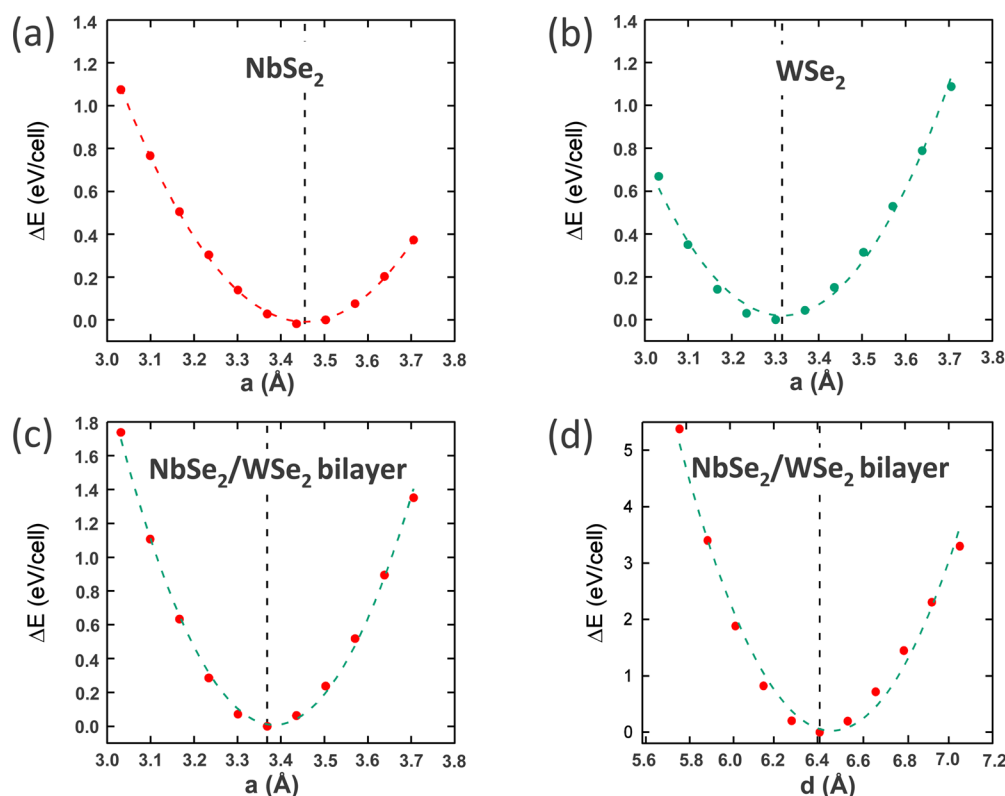 (a)
NbSe2
ΔE (eV/cell)
1.4
1.2
1.0
0.8
0.6
0.4
0.2
0.0
3.0 3.1 3.2 3.3 3.4 3.5 3.6 3.7 3.8
a (Å)
(b)
WSe2
ΔE (eV/cell)
1.4
1.2
1.0
0.8
0.6
0.4
0.2
0.0
3.0 3.1 3.2 3.3 3.4 3.5 3.6 3.7 3.8
a (Å)
(c)
NbSe2/WSe2 bilayer
ΔE (eV/cell)
1.8
1.6
1.4
1.2
1.0
0.8
0.6
0.4
0.2
0.0
3.0 3.1 3.2 3.3 3.4 3.5 3.6 3.7 3.8
a (Å)
(d)
NbSe2/WSe2 bilayer
ΔE (eV/cell)
5
4
3
2
1
0
5.6 5.8 6.0 6.2 6.4 6.6 6.7 7.0 7.2
d (Å)